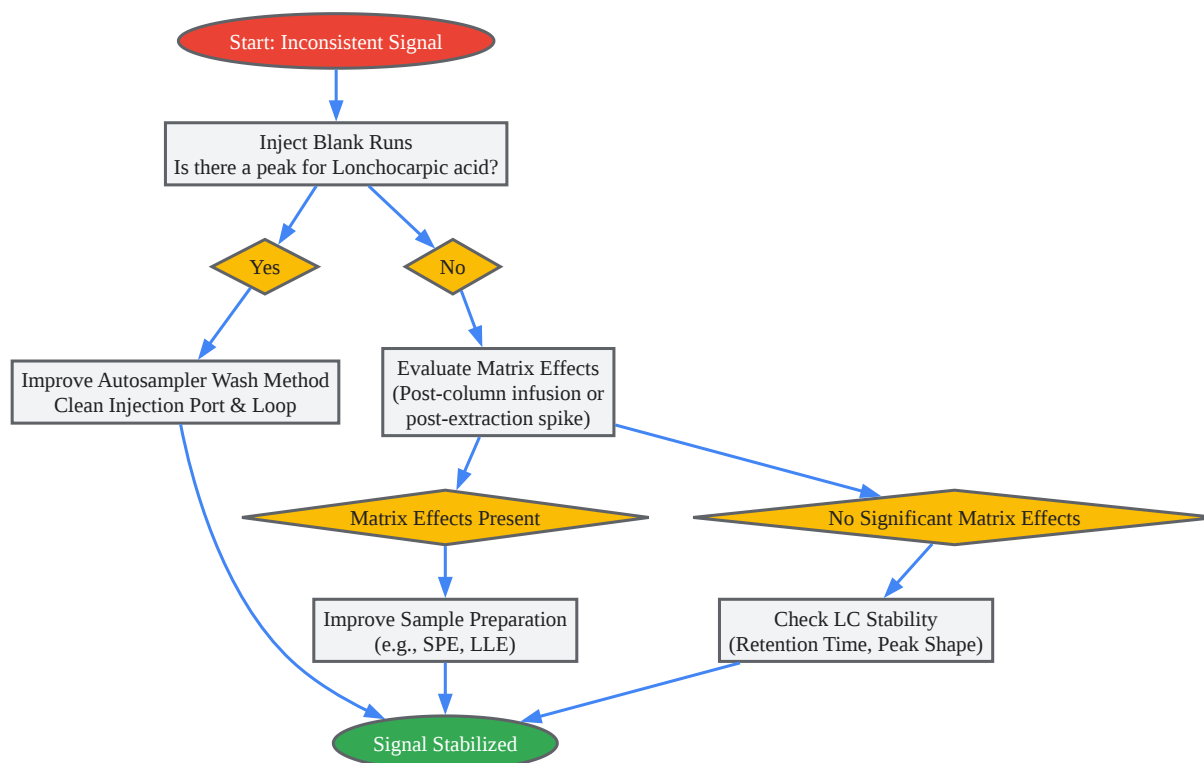 Start: Inconsistent Signal
Inject Blank Runs
Is there a peak for Lonchocarpic acid?
Yes
No
Improve Autosampler Wash Method
Clean Injection Port & Loop
Evaluate Matrix Effects
(Post-column infusion or
post-extraction spike)
Matrix Effects Present
No Significant Matrix Effects
Improve Sample Preparation
(e.g., SPE, LLE)
Check LC Stability
(Retention Time, Peak Shape)
Signal Stabilized